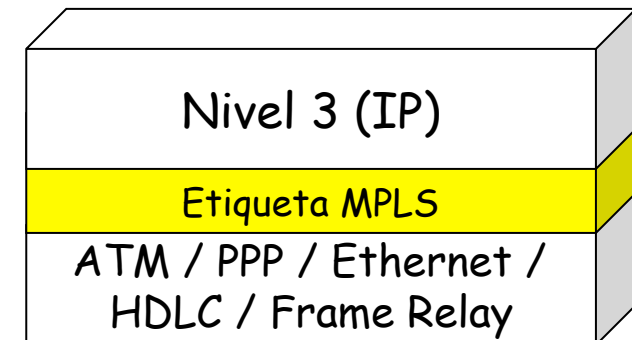 Nivel 3 (IP)
Etiqueta MPLS
ATM / PPP / Ethernet /
HDLC / Frame Relay